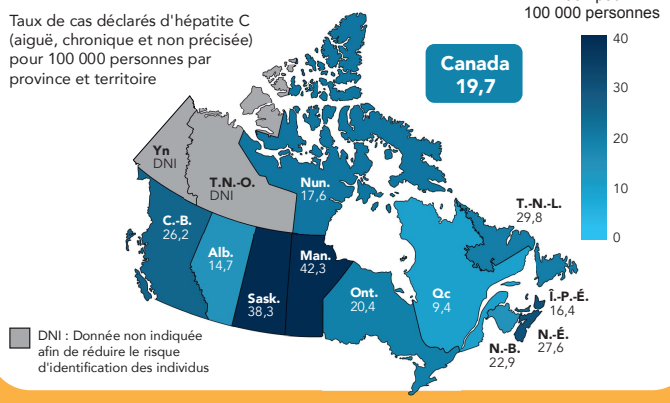 Taux de cas déclarés d'hépatite C
(aiguë, chronique et non précisée)
pour 100 000 personnes par
province et territoire
100 000 personnes
Canada
19,7
40
30
20
10
0
Yn
DNI
T.N.-O.
DNI
Nun.
17,6
C.-B.
26,2
Alb.
14,7
Sask.
38,3
Man.
42,3
Ont.
20,4
Qc
9,4
T.-N.-L.
29,8
Î.-P.-É.
16,4
N.-É.
27,6
N.-B.
22,9
DNI : Donnée non indiquée
afin de réduire le risque
d'identification des individus